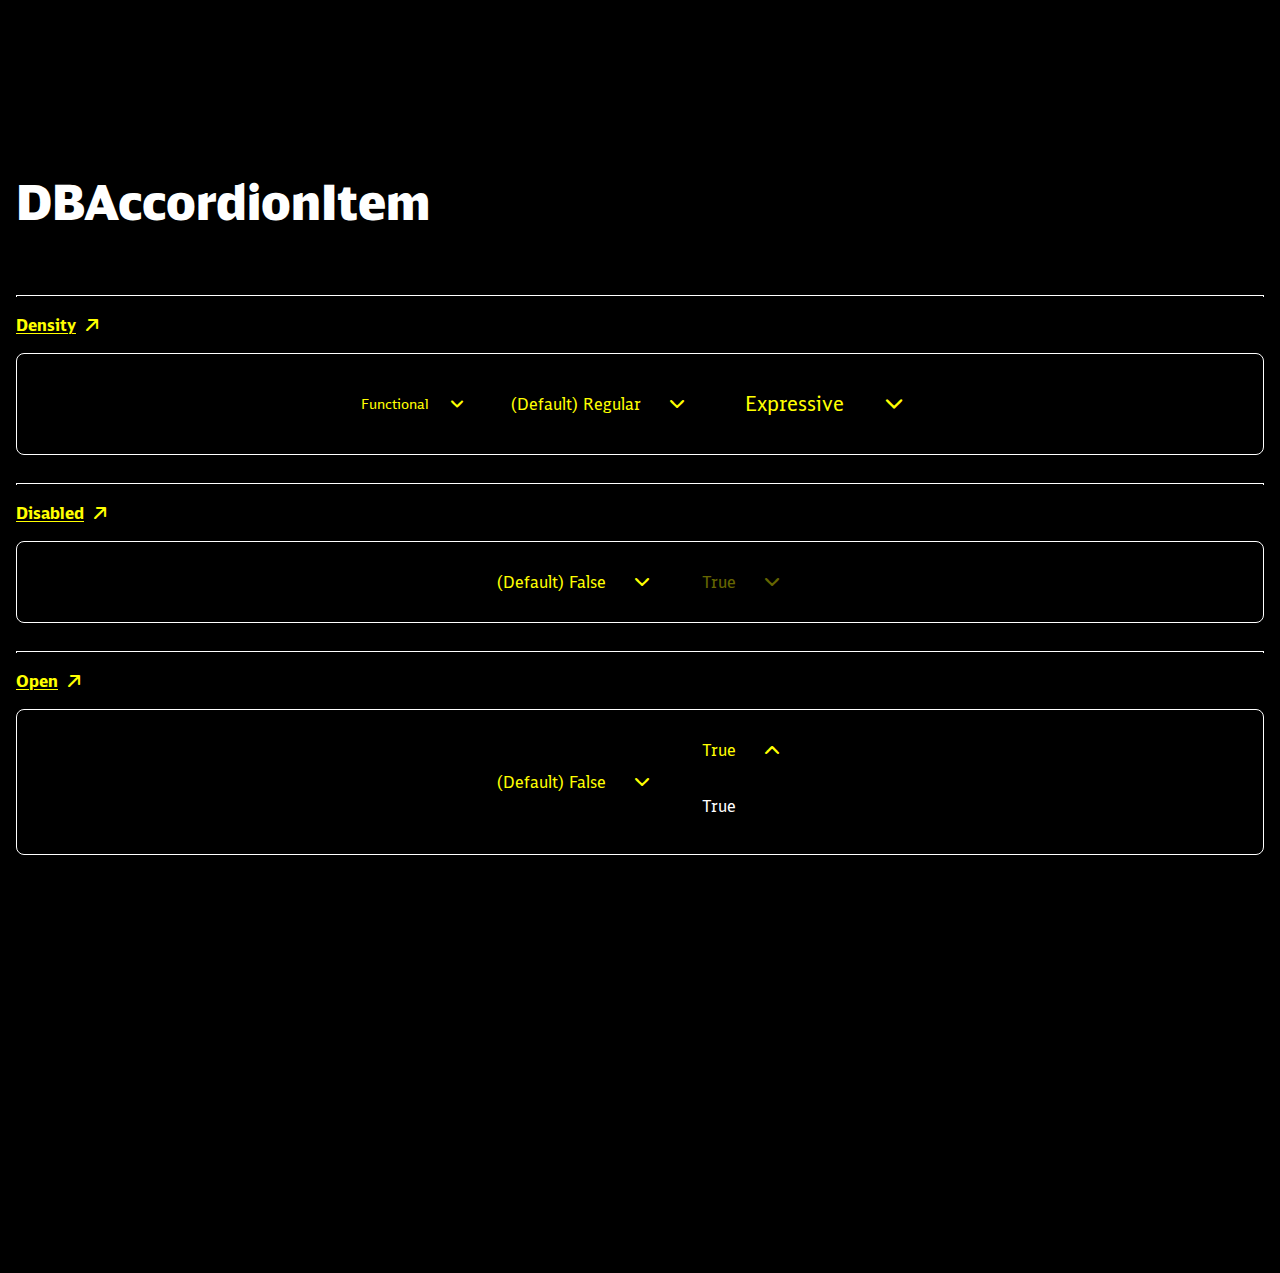 DBAccordionItem
Density
Functional (Default) Regular Expressive
Disabled
(Default) False True
Open
(Default) False
True
True